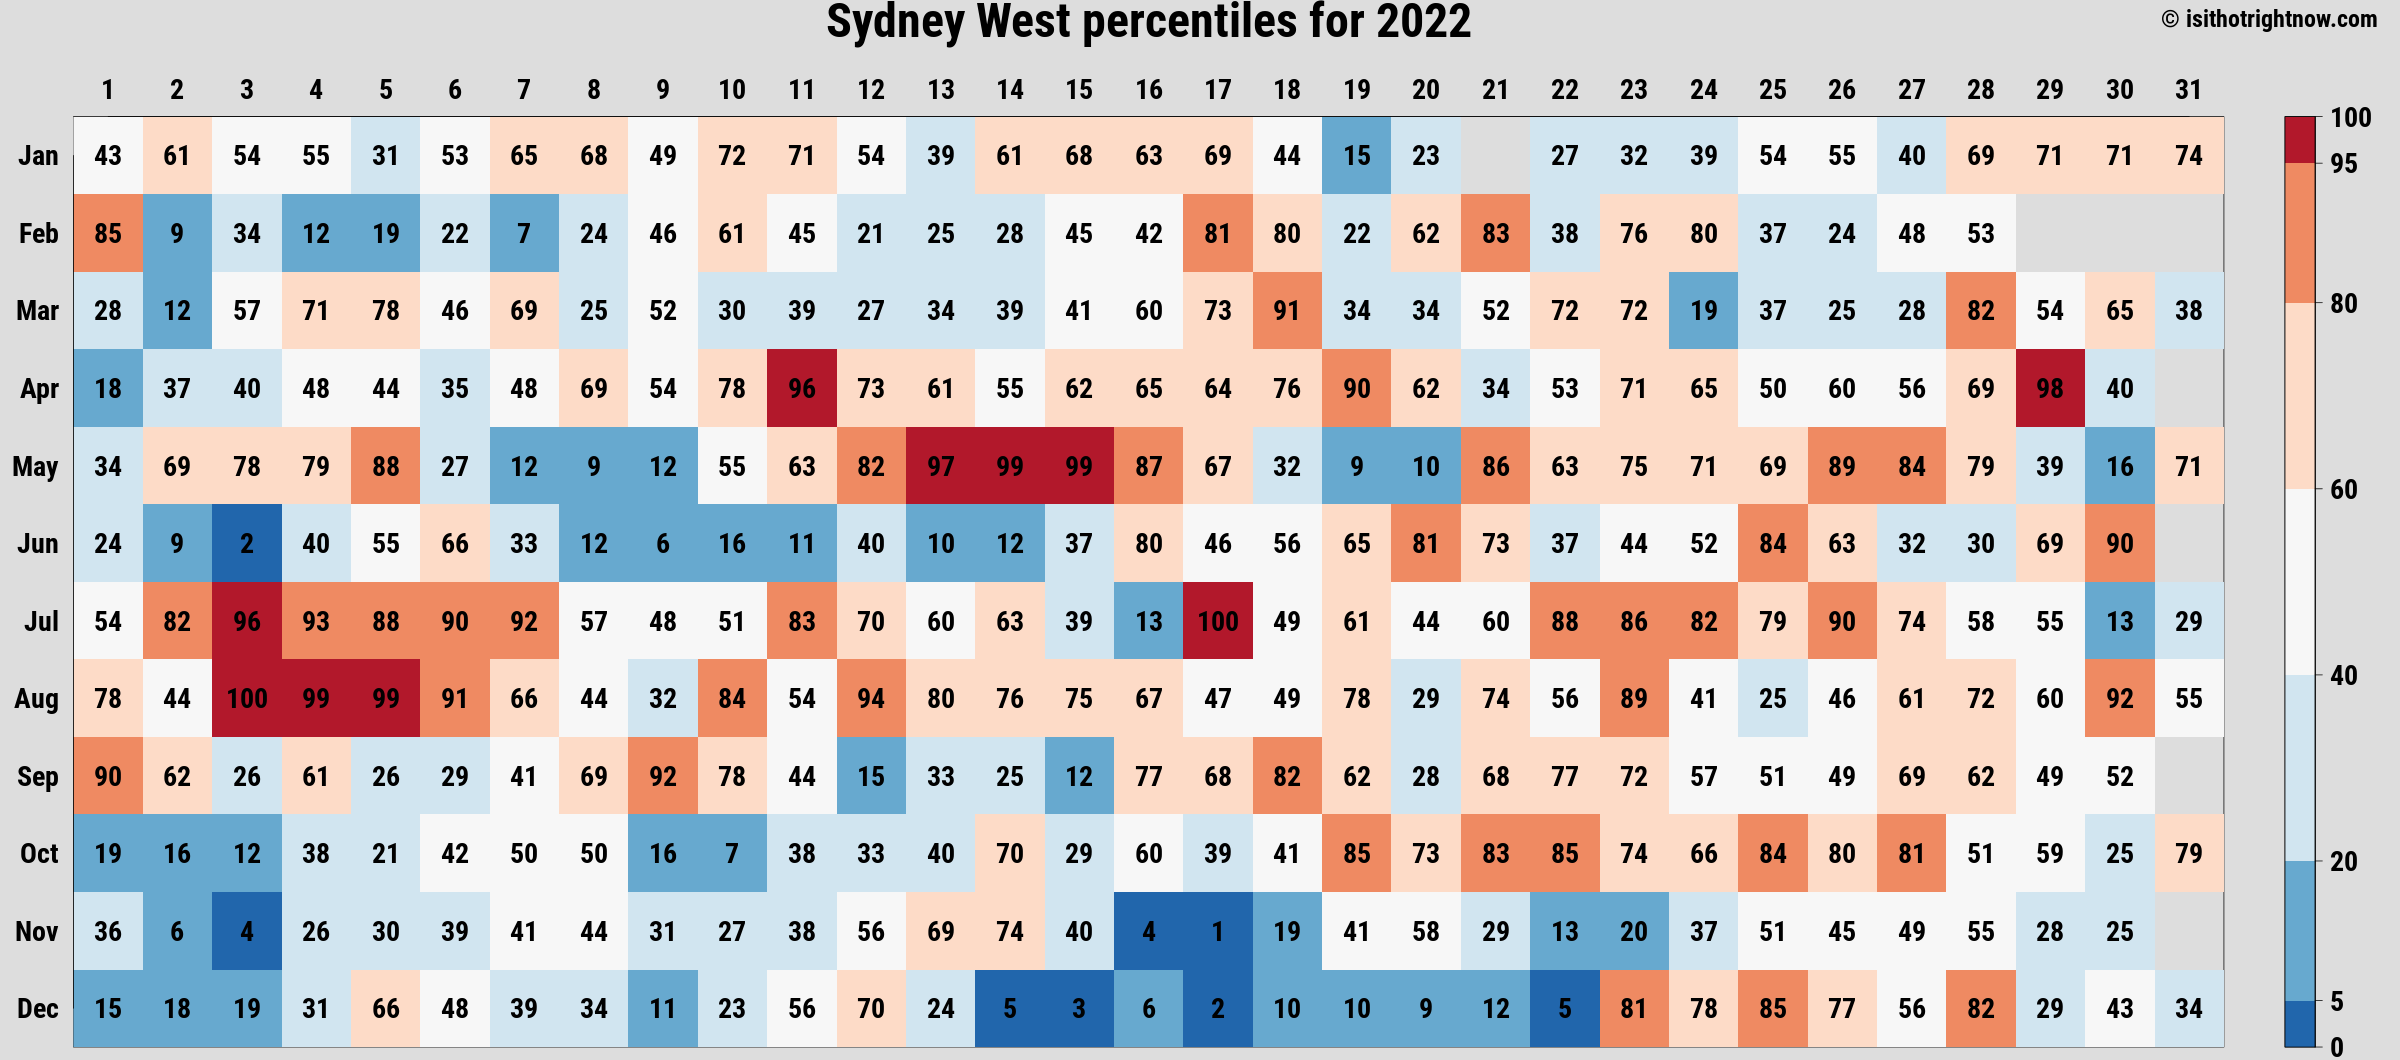 Sydney West percentiles for 2022
© isithotrightnow.com
1 2 3 4 5 6 7 8 9 10 11 12 13 14 15 16 17 18 19 20 21 22 23 24 25 26 27 28 29 30 31
Jan 43 61 54 55 31 53 65 68 49 72 71 54 39 61 68 63 69 44 15 23 27 32 39 54 55 40 69 71 71 74
Feb 85 9 34 12 19 22 7 24 46 61 45 21 25 28 45 42 81 80 22 62 83 38 76 80 37 24 48 53
Mar 28 12 57 71 78 46 69 25 52 30 39 27 34 39 41 60 73 91 34 34 52 72 72 19 37 25 28 82 54 65 38
Apr 18 37 40 48 44 35 48 69 54 78 96 73 61 55 62 65 64 76 90 62 34 53 71 65 50 60 56 69 98 40
May 34 69 78 79 88 27 12 9 12 55 63 82 97 99 99 87 67 32 9 10 86 63 75 71 69 89 84 79 39 16 71
Jun 24 9 2 40 55 66 33 12 6 16 11 40 10 12 37 80 46 56 65 81 73 37 44 52 84 63 32 30 69 90
Jul 54 82 96 93 88 90 92 57 48 51 83 70 60 63 39 13 100 49 61 44 60 88 86 82 79 90 74 58 55 13 29
Aug 78 44 100 99 99 91 66 44 32 84 54 94 80 76 75 67 47 49 78 29 74 56 89 41 25 46 61 72 60 92 55
Sep 90 62 26 61 26 29 41 69 92 78 44 15 33 25 12 77 68 82 62 28 68 77 72 57 51 49 69 62 49 52
Oct 19 16 12 38 21 42 50 50 16 7 38 33 40 70 29 60 39 41 85 73 83 85 74 66 84 80 81 51 59 25 79
Nov 36 6 4 26 30 39 41 44 31 27 38 56 69 74 40 4 1 19 41 58 29 13 20 37 51 45 49 55 28 25
Dec 15 18 19 31 66 48 39 34 11 23 56 70 24 5 3 6 2 10 10 9 12 5 81 78 85 77 56 82 29 43 34
100
95
80
60
40
20
5
0